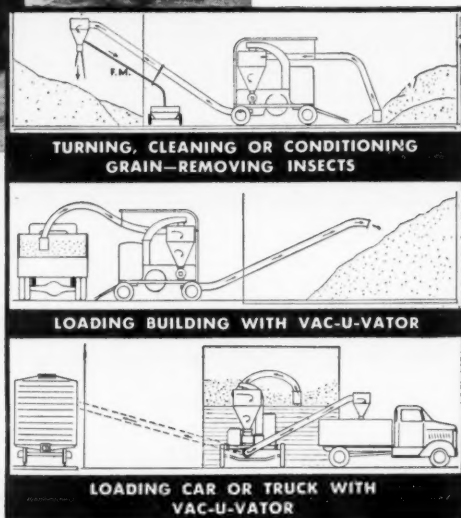 F.M.
TURNING, CLEANING OR CONDITIONING
GRAIN—REMOVING INSECTS
LOADING BUILDING WITH VAC-U-VATOR
LOADING CAR OR TRUCK WITH
VAC-U-VATOR